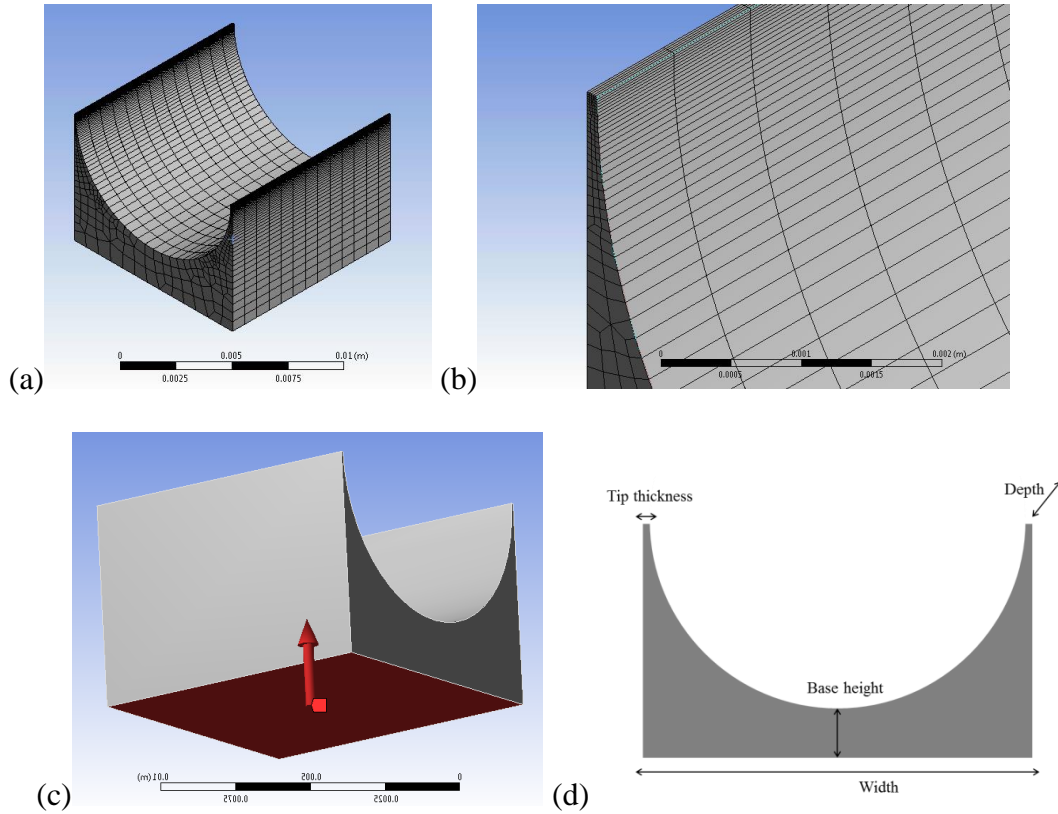 0 0.005 0.01 (m)
0.0025 0.0075
(a)
0 0.001 0.002 (m)
0.0005 0.0015
(b)
0.01 (m) 0.005 0
0.0075 0.0025
(c)
Tip thickness
Depth
Base height
Width
(d)